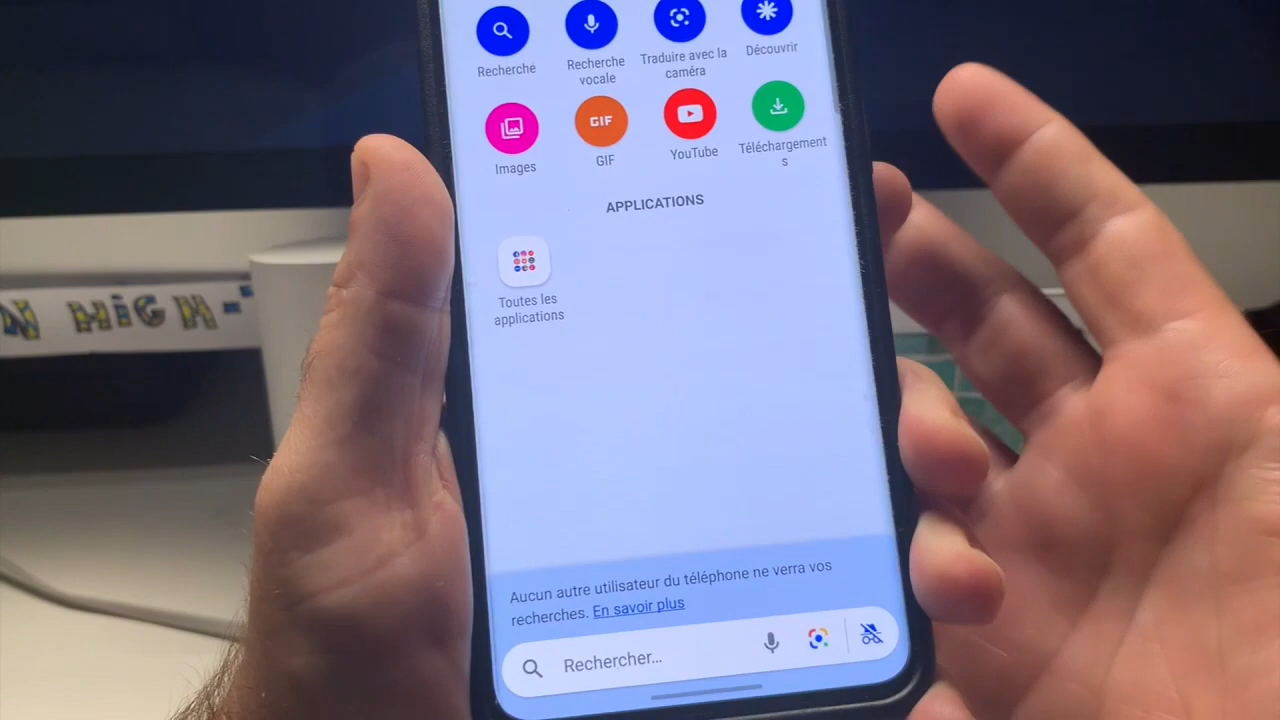 Recherche
Recherche
vocale
Traduire avec la
caméra
Découvrir
GIF
Images
GIF
YouTube
Téléchargement
s
APPLICATIONS
Toutes les
applications
N HIGH-T
Aucun autre utilisateur du téléphone ne verra vos
recherches. En savoir plus
Rechercher...